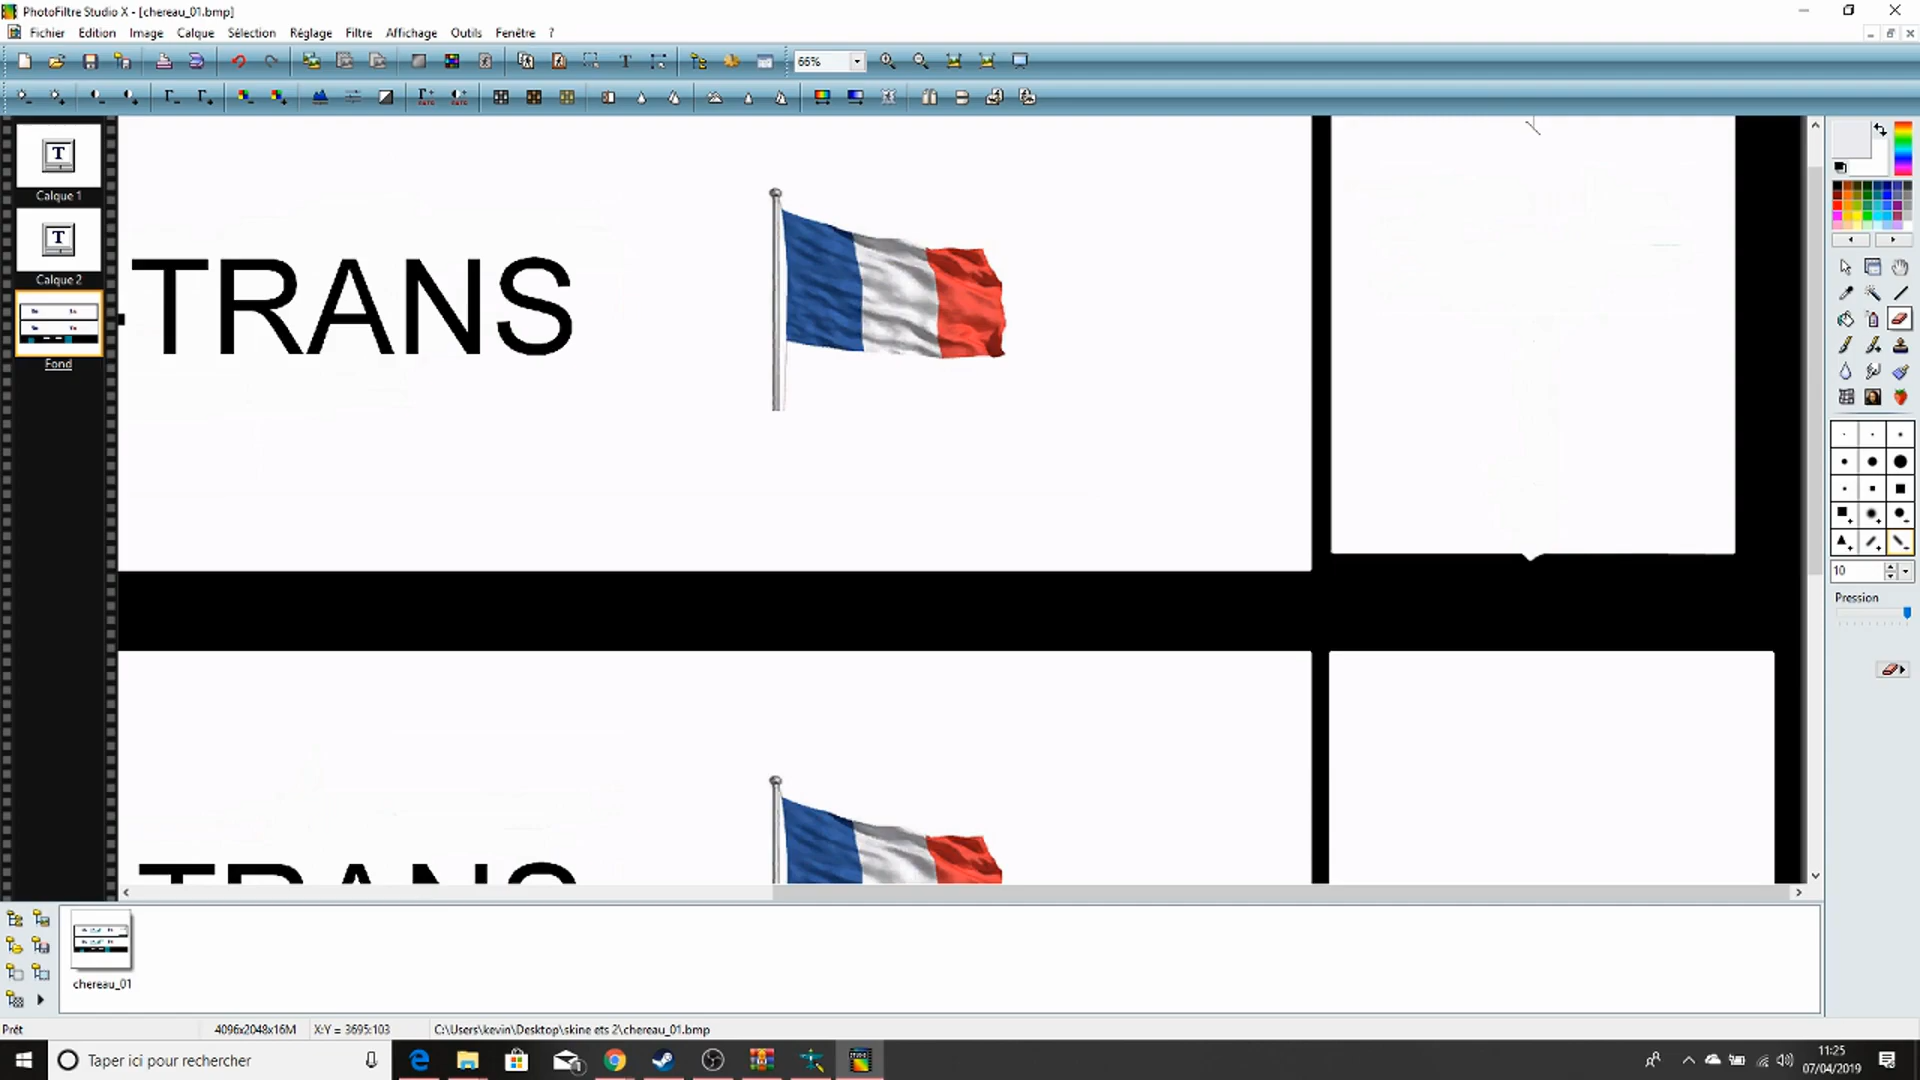 PhotoFiltre Studio X - [chereau_01.bmp]
Fichier Edition Image Calque Sélection Réglage Filtre Affichage Outils Fenêtre ?
66%
T
Calque 1
T
Calque 2
Fond
TRANS
TRANS
10
Pression
chereau_01
Prêt 4096x2048x16M X:Y = 3695:103 C:\Users\kevin\Desktop\skine ets 2\chereau_01.bmp
Taper ici pour rechercher
1
11:25
07/04/2019